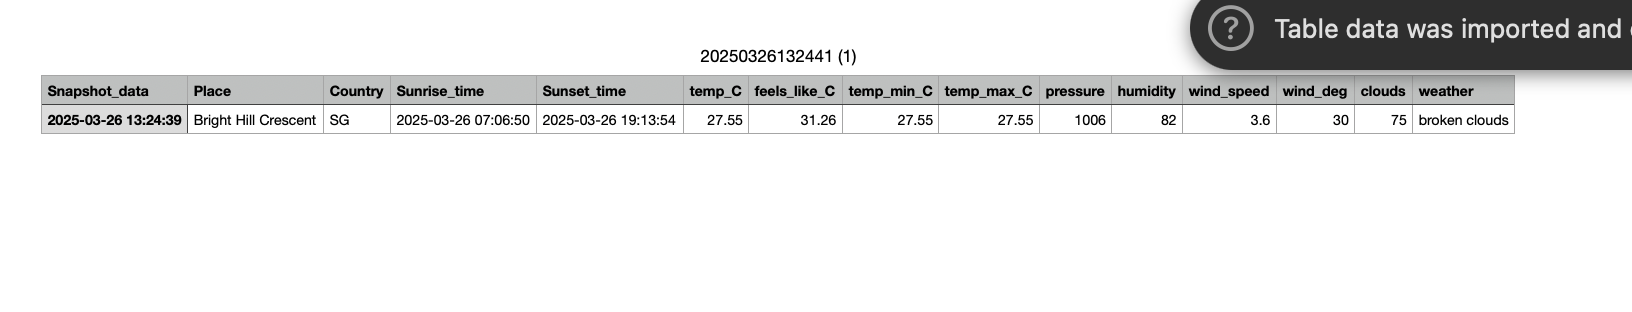 Table data was imported and
20250326132441 (1)
Snapshot_data Place Country Sunrise_time Sunset_time temp_C feels_like_C temp_min_C temp_max_C pressure humidity wind_speed wind_deg clouds weather
2025-03-26 13:24:39 Bright Hill Crescent SG 2025-03-26 07:06:50 2025-03-26 19:13:54 27.55 31.26 27.55 27.55 1006 82 3.6 30 75 broken clouds